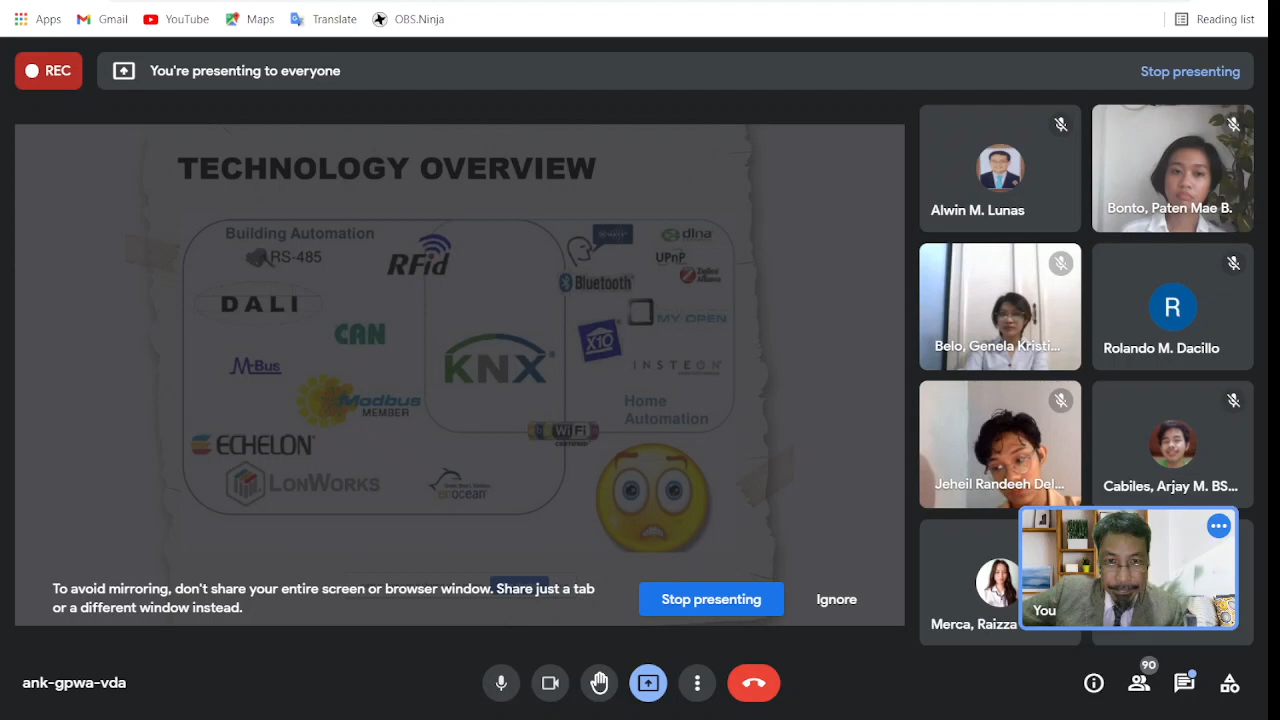 Apps Gmail YouTube Maps Translate OBS.Ninja Reading list
REC You're presenting to everyone Stop presenting
TECHNOLOGY OVERVIEW
Building Automation
RS-485
RFid
dlna
UPnP
ZigBee
Bluetooth
DALI
MY OPEN
CAN
X10
KNX
M-Bus
INSTEON
Modbus
MEMBER
Home
Automation
WiFi
CERTIFIED
ECHELON
LONWORKS
enocean
To avoid mirroring, don't share your entire screen or browser window. Share just a tab
or a different window instead.
Stop presenting Ignore
Alwin M. Lunas
Bonto, Paten Mae B.
Belo, Genela Kristi...
R
Rolando M. Dacillo
Jeheil Randeeh Del...
Cabiles, Arjay M. BS...
Merca, Raizza
You
ank-gpwa-vda
90